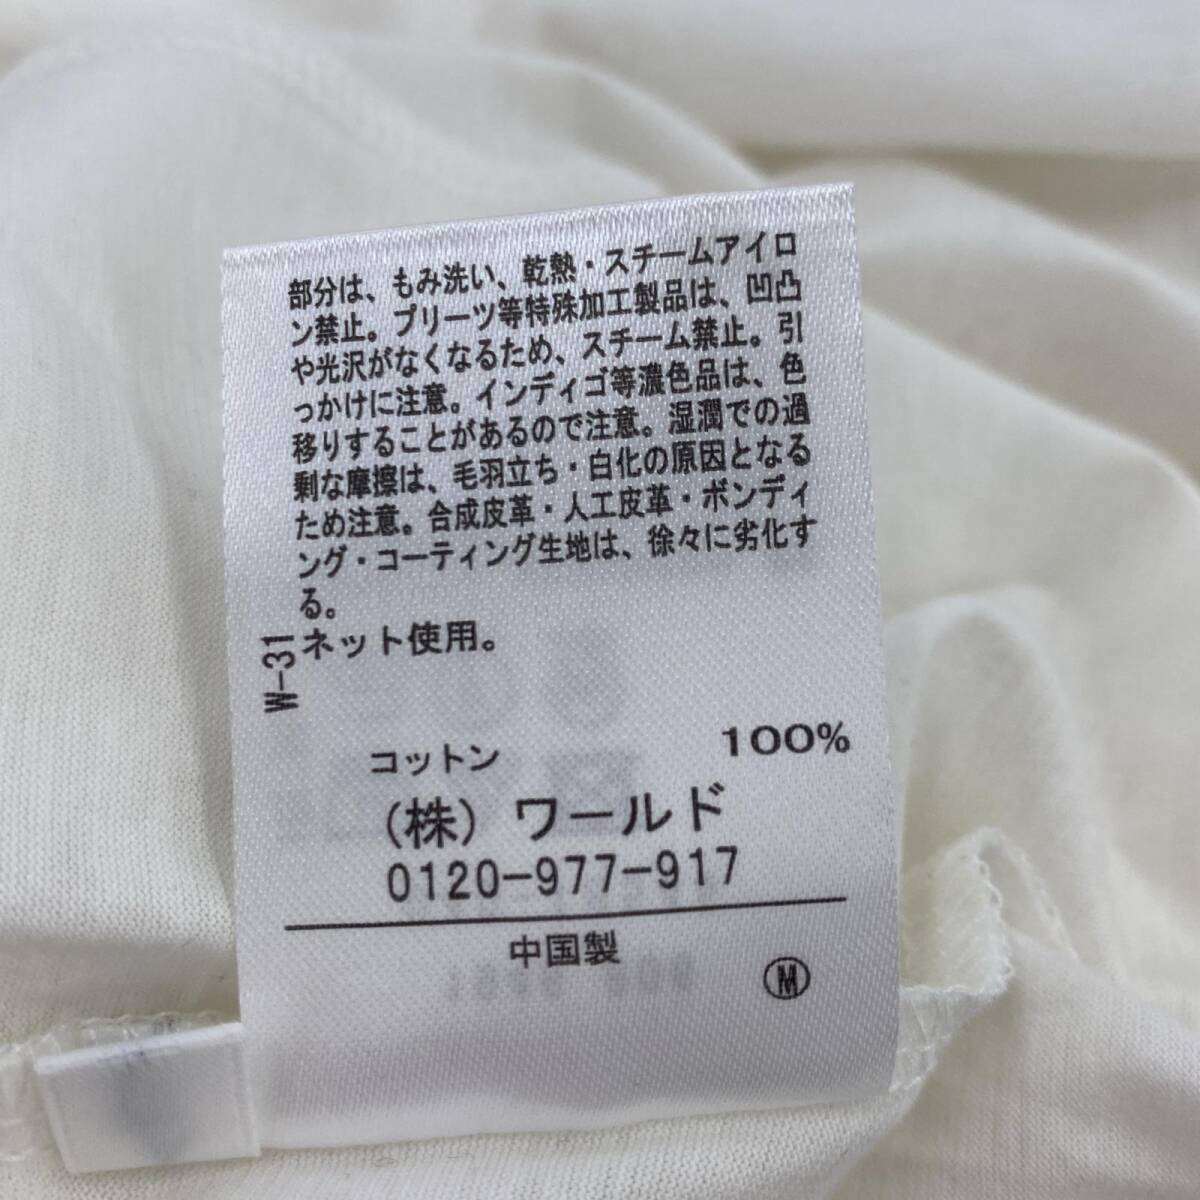 部分は、もみ洗い、乾熱・スチームアイロ
ン禁止。プリーツ等特殊加工製品は、凹凸
や光沢がなくなるため、スチーム禁止。引
っかけに注意。インディゴ等濃色品は、色
移りすることがあるので注意。湿潤での過
剰な摩擦は、毛羽立ち・白化の原因となる
ため注意。合成皮革・人工皮革・ボンディ
ング・コーティング生地は、徐々に劣化す
る。
ネット使用。
W-31
コットン 100%
(株) ワールド
0120-977-917
中国製
M